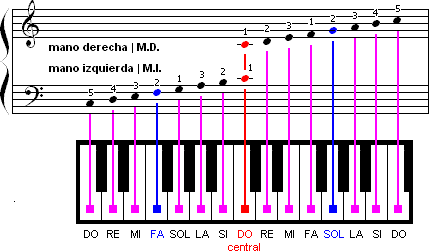 1 2 3 1 2 3 4 5
mano derecha | M.D.
mano izquierda | M.I.
5 4 3 2 1 3 2 1
DO RE MI FA SOL LA SI DO RE MI FA SOL LA SI DO
central